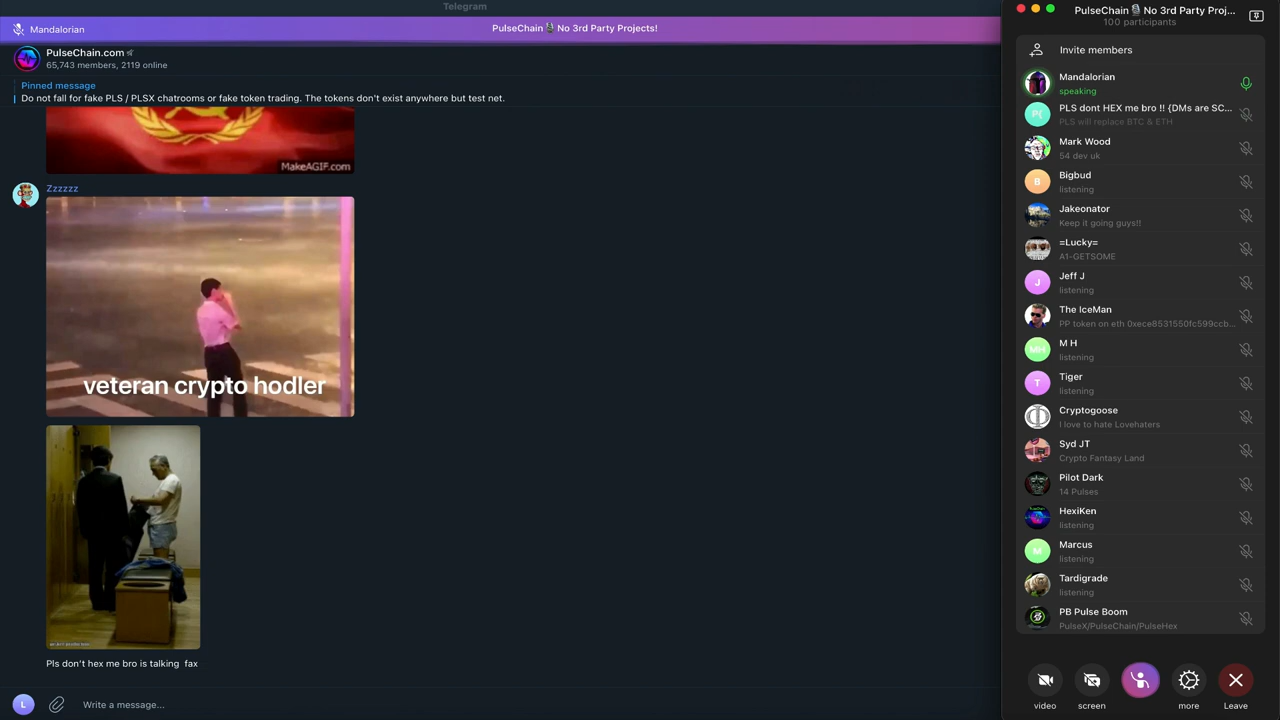 Telegram
Mandalorian
PulseChain🎙️No 3rd Party Projects!
PulseChain.com
65,743 members, 2119 online
Pinned message
Do not fall for fake PLS / PLSX chatrooms or fake token trading. The tokens don't exist anywhere but test net.
MakeAGIF.com
Zzzzzz
veteran crypto hodler
Pls don't hex me bro is talking fax
L
Write a message...
PulseChain🎙️No 3rd Party Proj...
100 participants
Invite members
Mandalorian
speaking
P(
PLS dont HEX me bro !! {DMs are SC...
PLS will replace BTC & ETH
Mark Wood
54 dev uk
B
Bigbud
listening
Jakeonator
Keep it going guys!!
=Lucky=
A1-GETSOME
J
Jeff J
listening
The IceMan
PP token on eth 0xece8531550fc599ccb...
MH
M H
listening
T
Tiger
listening
Cryptogoose
I love to hate Lovehaters
Syd JT
Crypto Fantasy Land
Pilot Dark
14 Pulses
HexiKen
listening
M
Marcus
listening
Tardigrade
listening
PB Pulse Boom
PulseX/PulseChain/PulseHex
video
screen
more
Leave